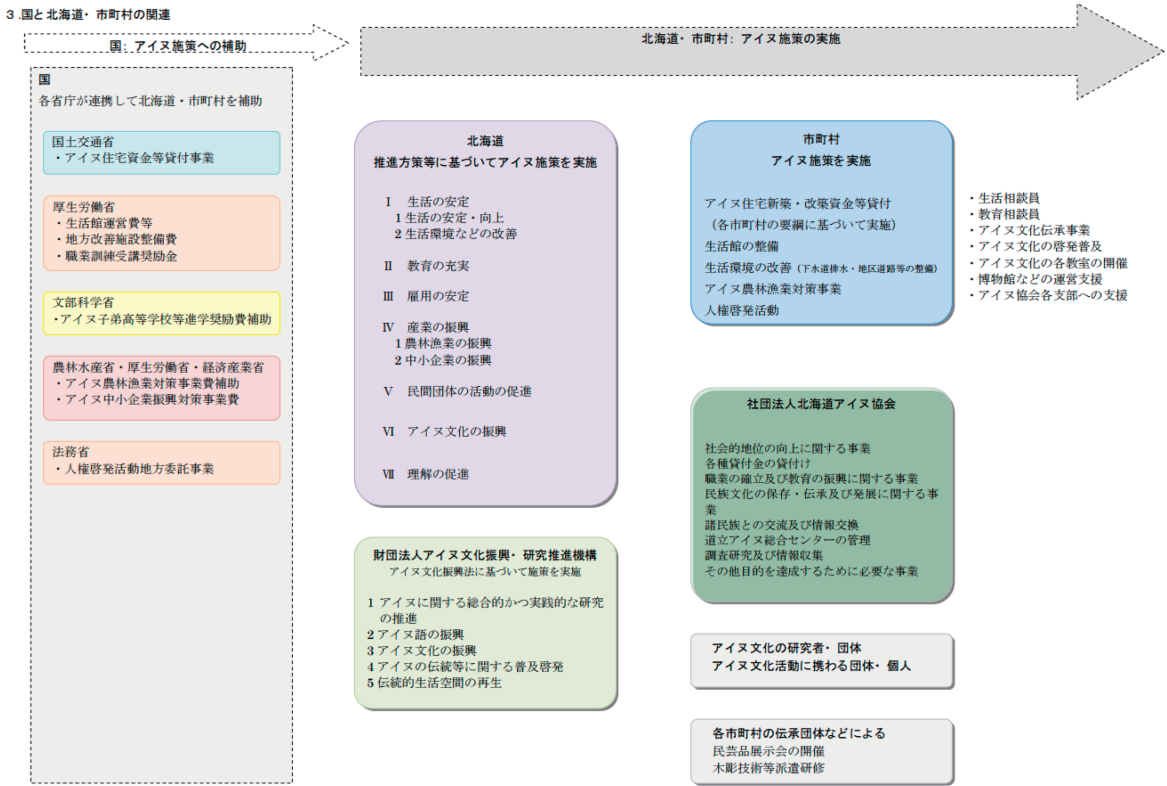 ３.国と北海道・市町村の関連
国：アイヌ施策への補助
北海道・市町村：アイヌ施策の実施
国
各省庁が連携して北海道・市町村を補助
国土交通省
・アイヌ住宅資金等貸付事業
厚生労働省
・生活館運営費等
・地方改善施設整備費
・職業訓練受講奨励金
文部科学省
・アイヌ子弟高等学校等進学奨励費補助
農林水産省・厚生労働省・経済産業省
・アイヌ農林漁業対策事業費補助
・アイヌ中小企業振興対策事業費
法務省
・人権啓発活動地方委託事業
北海道
推進方策等に基づいてアイヌ施策を実施
Ⅰ　生活の安定
1 生活の安定・向上
2 生活環境などの改善
Ⅱ　教育の充実
Ⅲ　雇用の安定
Ⅳ　産業の振興
1 農林漁業の振興
2 中小企業の振興
Ⅴ　民間団体の活動の促進
Ⅵ　アイヌ文化の振興
Ⅶ　理解の促進
財団法人アイヌ文化振興・研究推進機構
アイヌ文化振興法に基づいて施策を実施
1 アイヌに関する総合的かつ実践的な研究
の推進
2 アイヌ語の振興
3 アイヌ文化の振興
4 アイヌの伝統等に関する普及啓発
5 伝統的生活空間の再生
市町村
アイヌ施策を実施
アイヌ住宅新築・改築資金等貸付
（各市町村の要綱に基づいて実施）
生活館の整備
生活環境の改善（下水道排水・地区道路等の整備）
アイヌ農林漁業対策事業
人権啓発活動
・生活相談員
・教育相談員
・アイヌ文化伝承事業
・アイヌ文化の啓発普及
・アイヌ文化の各教室の開催
・博物館などの運営支援
・アイヌ協会各支部への支援
社団法人北海道アイヌ協会
社会的地位の向上に関する事業
各種貸付金の貸付け
職業の確立及び教育の振興に関する事業
民族文化の保存・伝承及び発展に関する事
業
諸民族との交流及び情報交換
道立アイヌ総合センターの管理
調査研究及び情報収集
その他目的を達成するために必要な事業
アイヌ文化の研究者・団体
アイヌ文化活動に携わる団体・個人
各市町村の伝承団体などによる
民芸品展示会の開催
木彫技術等派遣研修